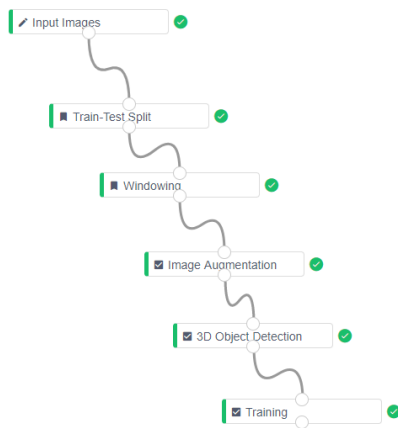 Input Images
Train-Test Split
Windowing
Image Augmentation
3D Object Detection
Training